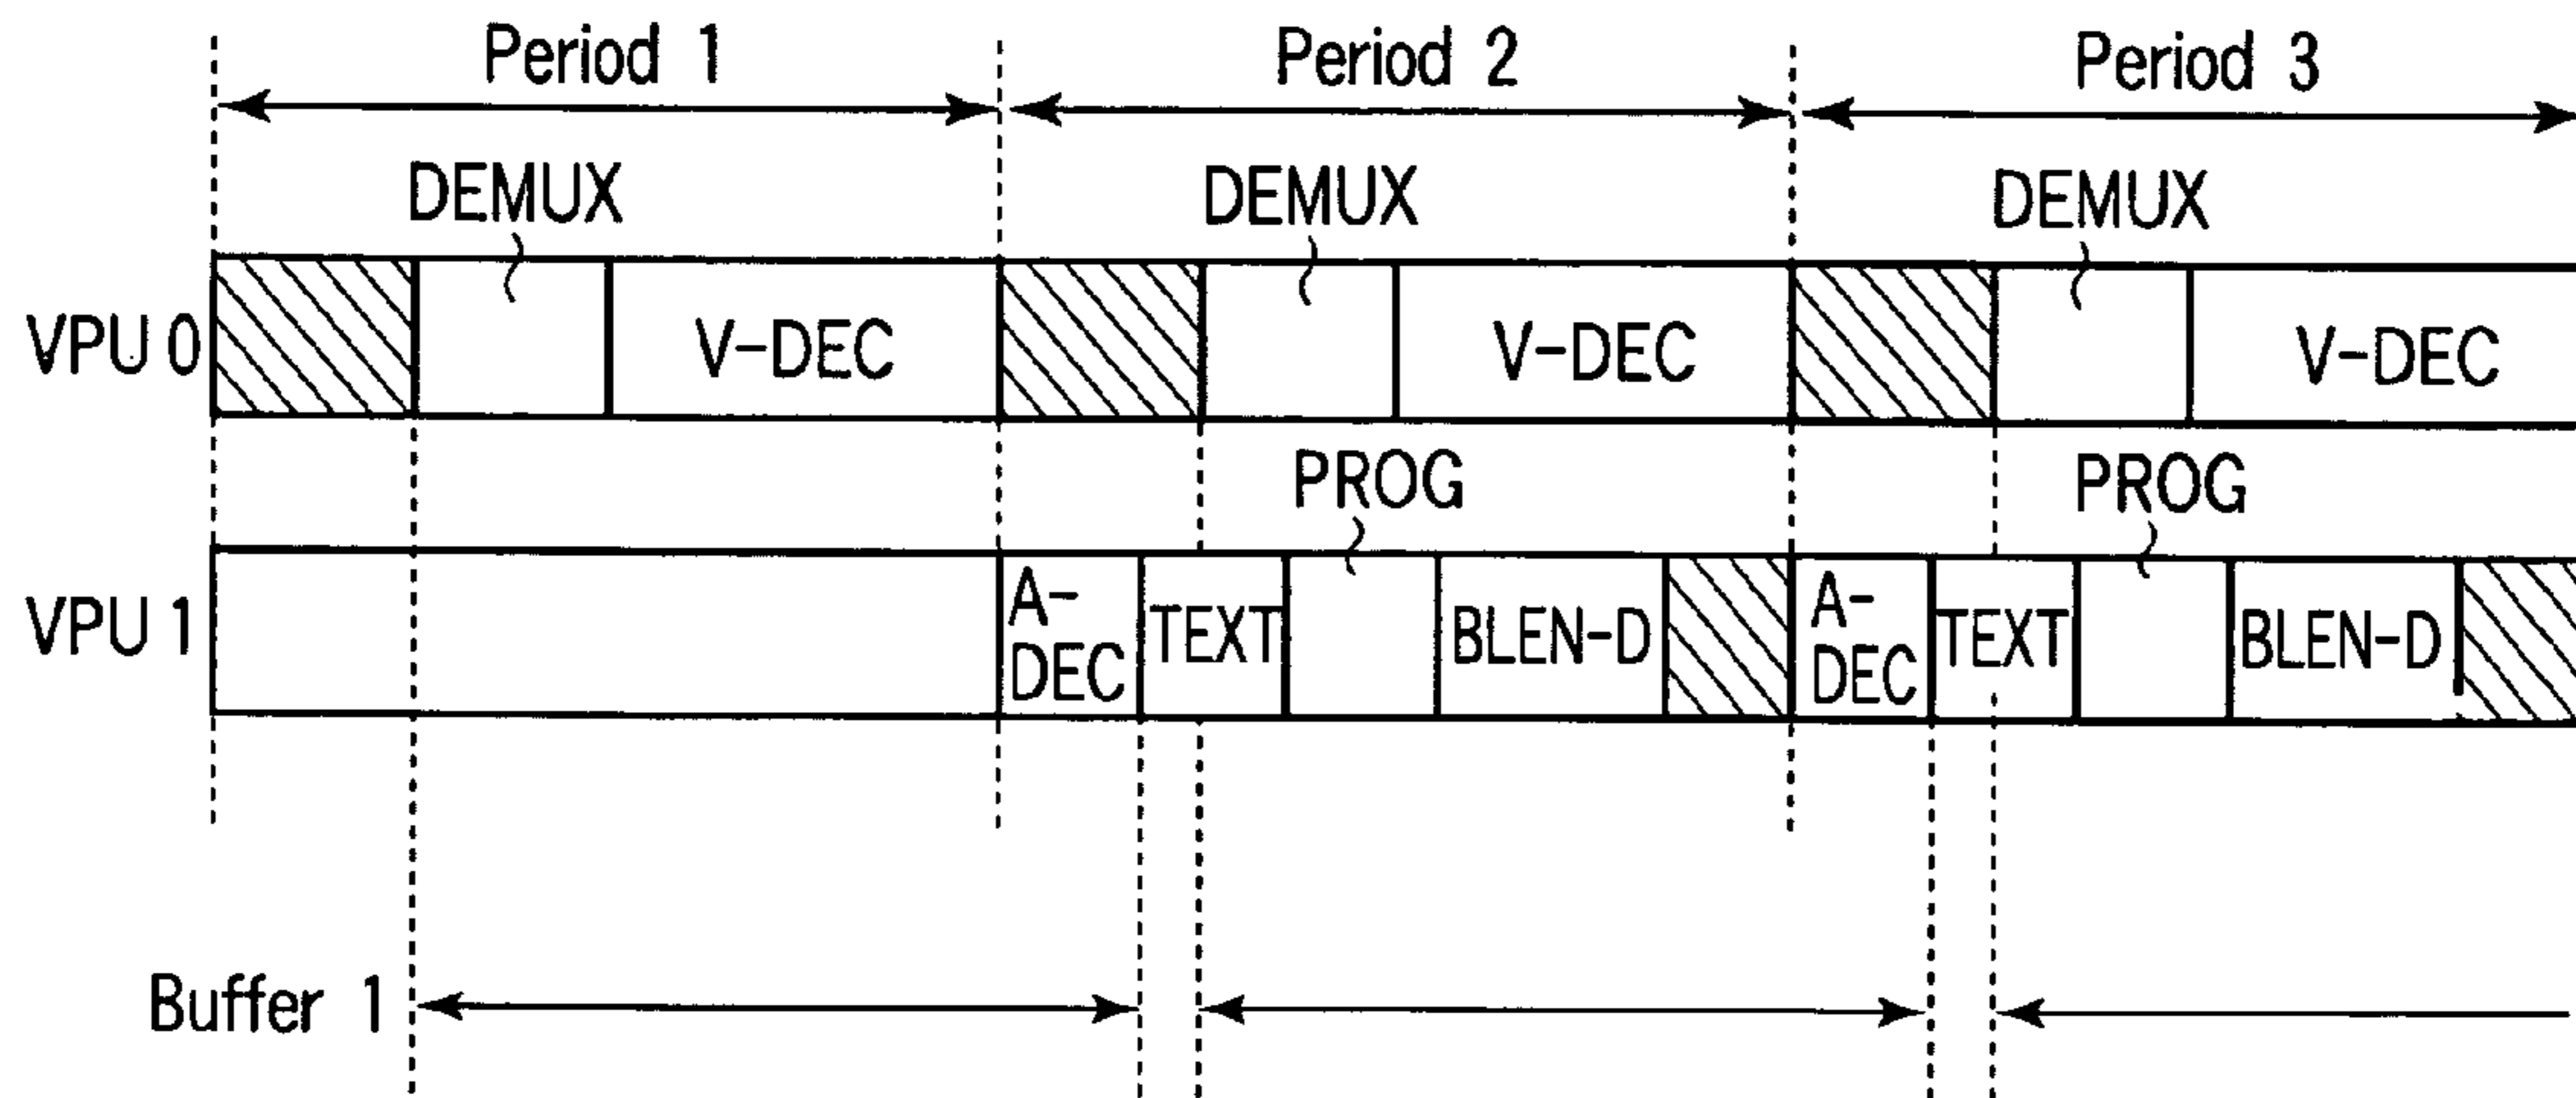 Period 1 Period 2 Period 3
DEMUX DEMUX DEMUX
VPU 0 V-DEC V-DEC V-DEC
PROG PROG
VPU 1 A-DEC TEXT BLEN-D A-DEC TEXT BLEN-D
Buffer 1